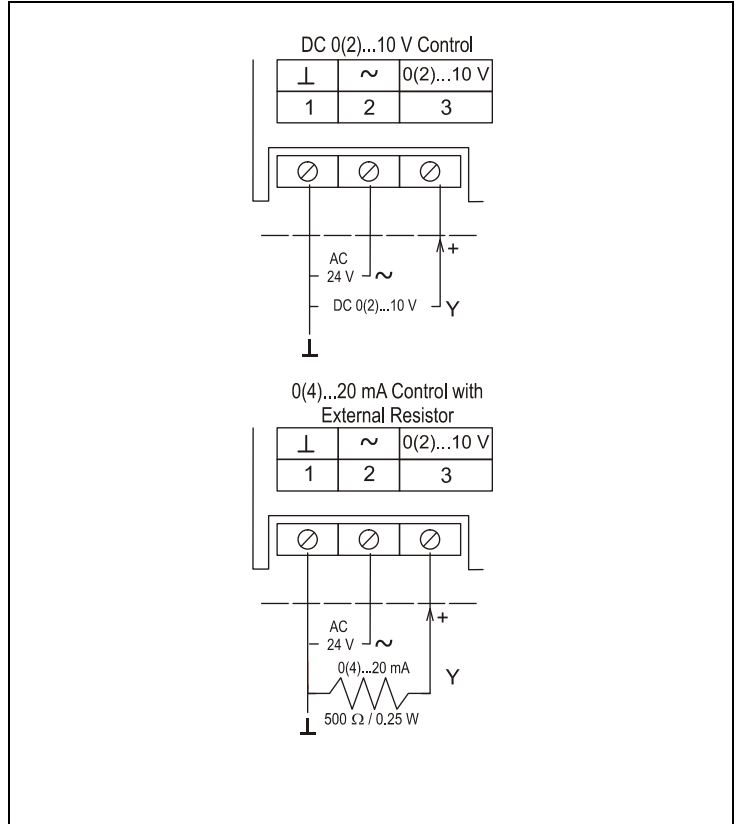 DC 0(2)...10 V Control
⊥ ~ 0(2)...10 V
1 2 3
+
AC
24 V ~
DC 0(2)...10 V Y
⊥
0(4)...20 mA Control with
External Resistor
⊥ ~ 0(2)...10 V
1 2 3
+
AC
24 V ~
0(4)...20 mA
Y
500 Ω / 0.25 W
⊥